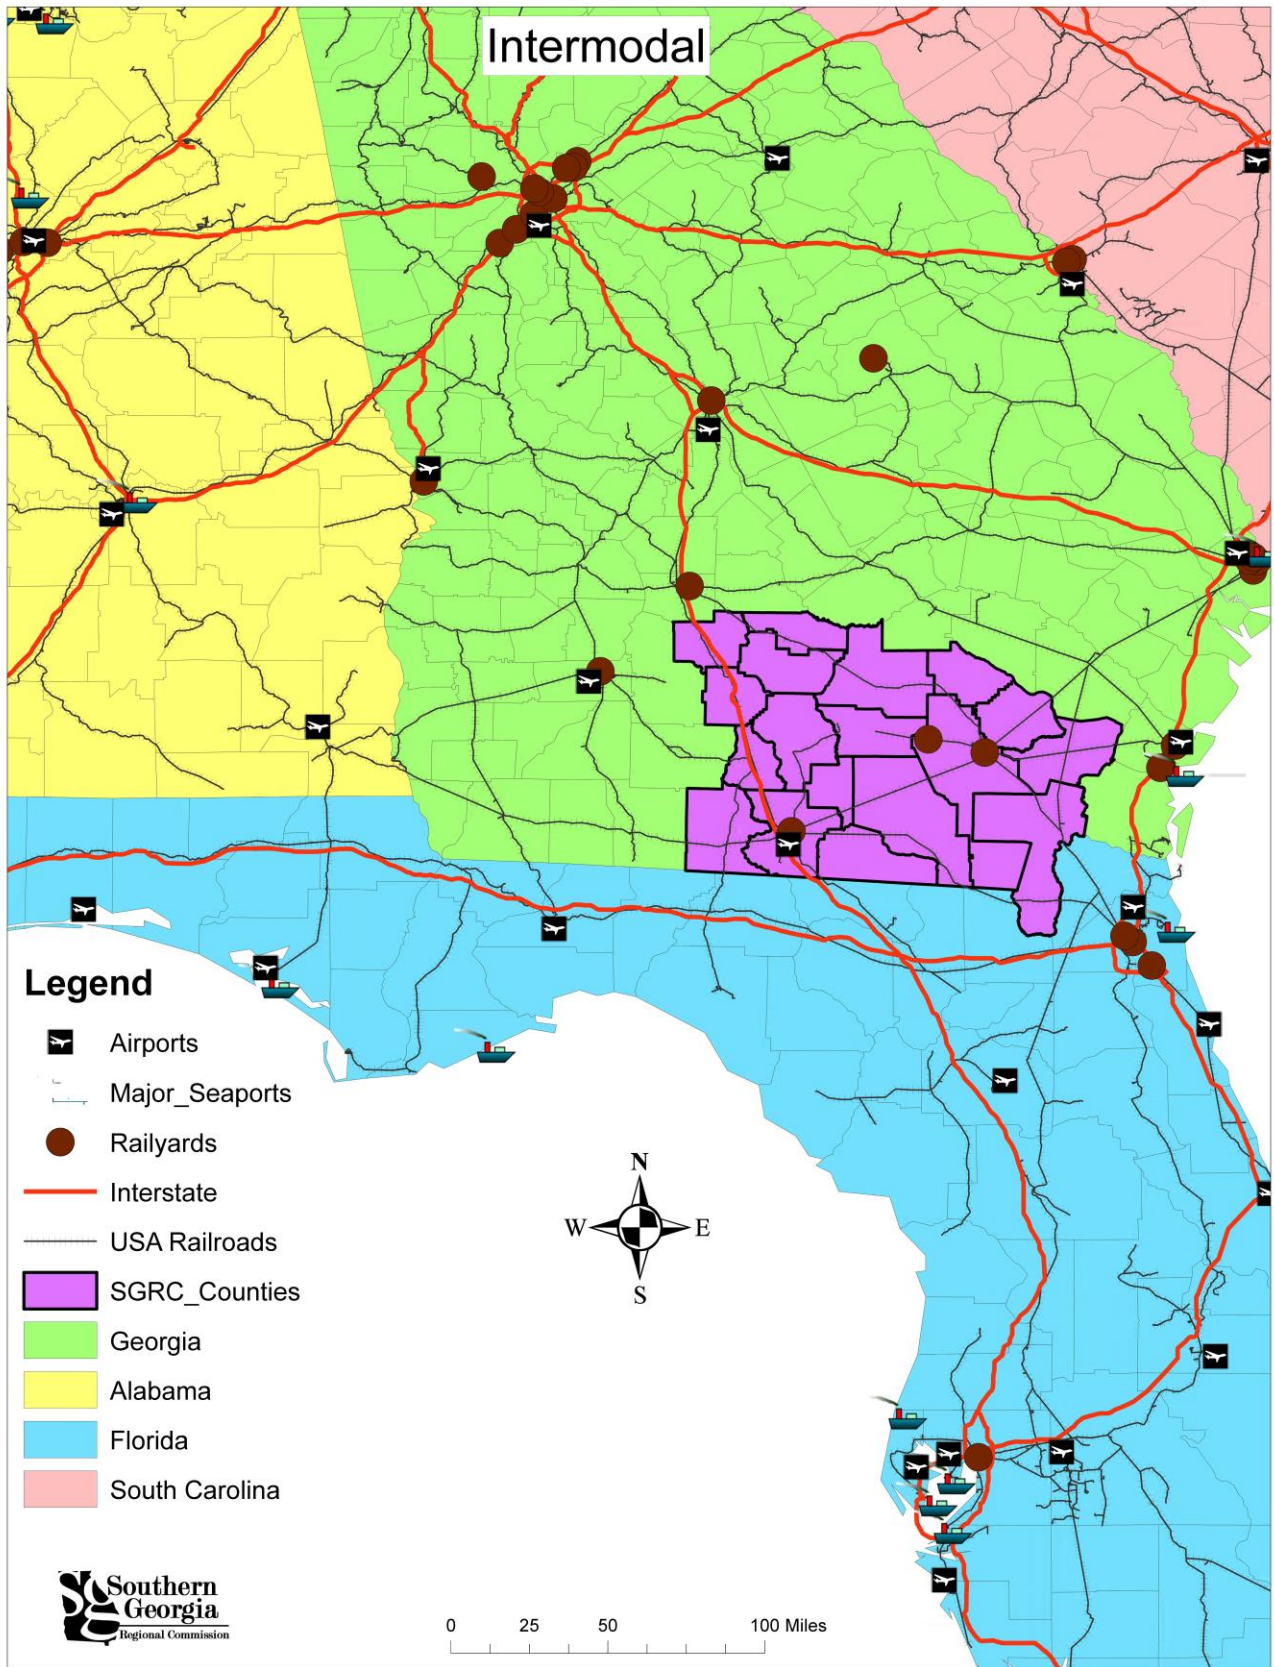 Intermodal
Legend
Airports
Major_Seaports
Railyards
Interstate
USA Railroads
SGRC_Counties
Georgia
Alabama
Florida
South Carolina
N
W E
S
Southern
Georgia
Regional Commission
0 25 50 100 Miles